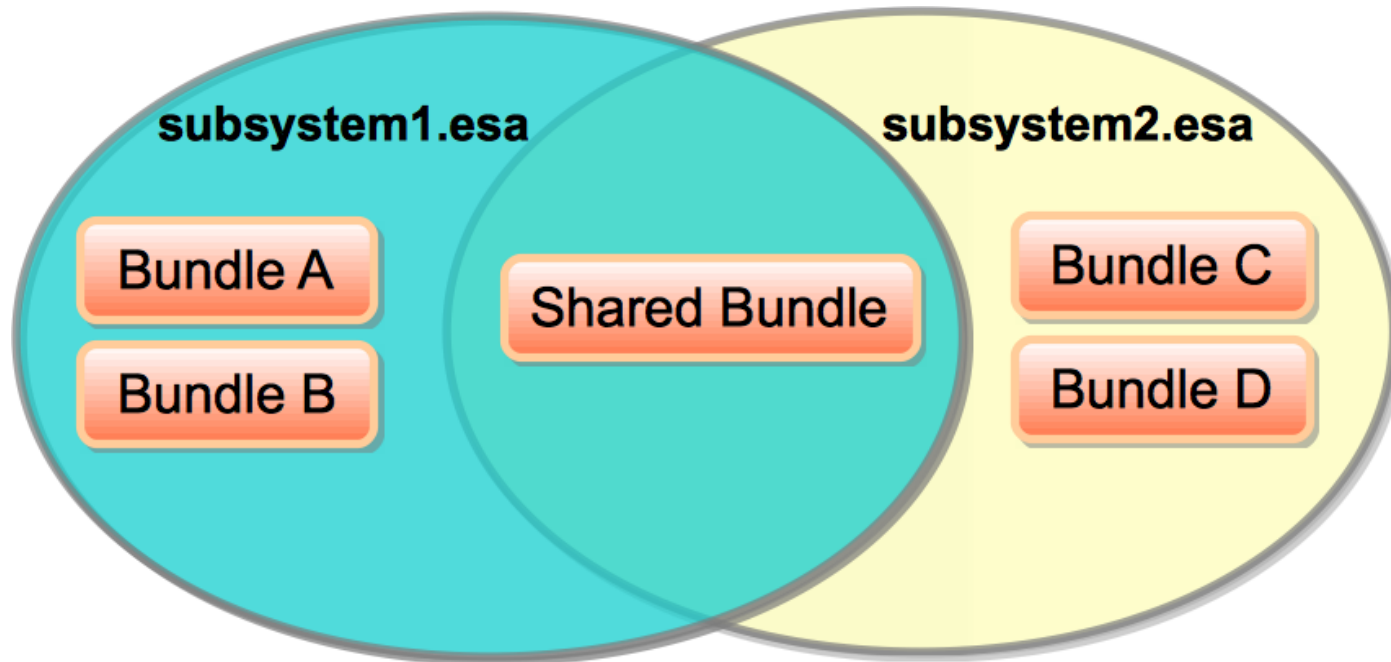 subsystem1.esa
subsystem2.esa
Bundle A
Bundle B
Shared Bundle
Bundle C
Bundle D